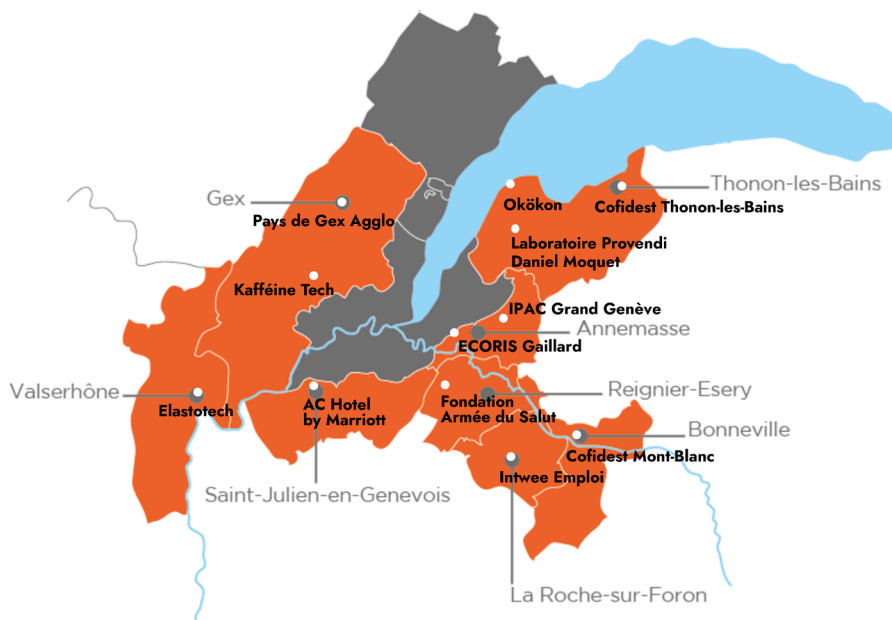 Thonon-les-Bains
Gex
Okökon
Cofidest Thonon-les-Bains
Pays de Gex Agglo
Laboratoire Provendi
Daniel Moquet
Kafféine Tech
IPAC Grand Genève
Annemasse
ECORIS Gaillard
Valserhône
Reignier-Esery
Elastotech
AC Hotel
by Marriott
Fondation
Armée du Salut
Bonneville
Cofidest Mont-Blanc
Intwee Emploi
Saint-Julien-en-Genevois
La Roche-sur-Foron